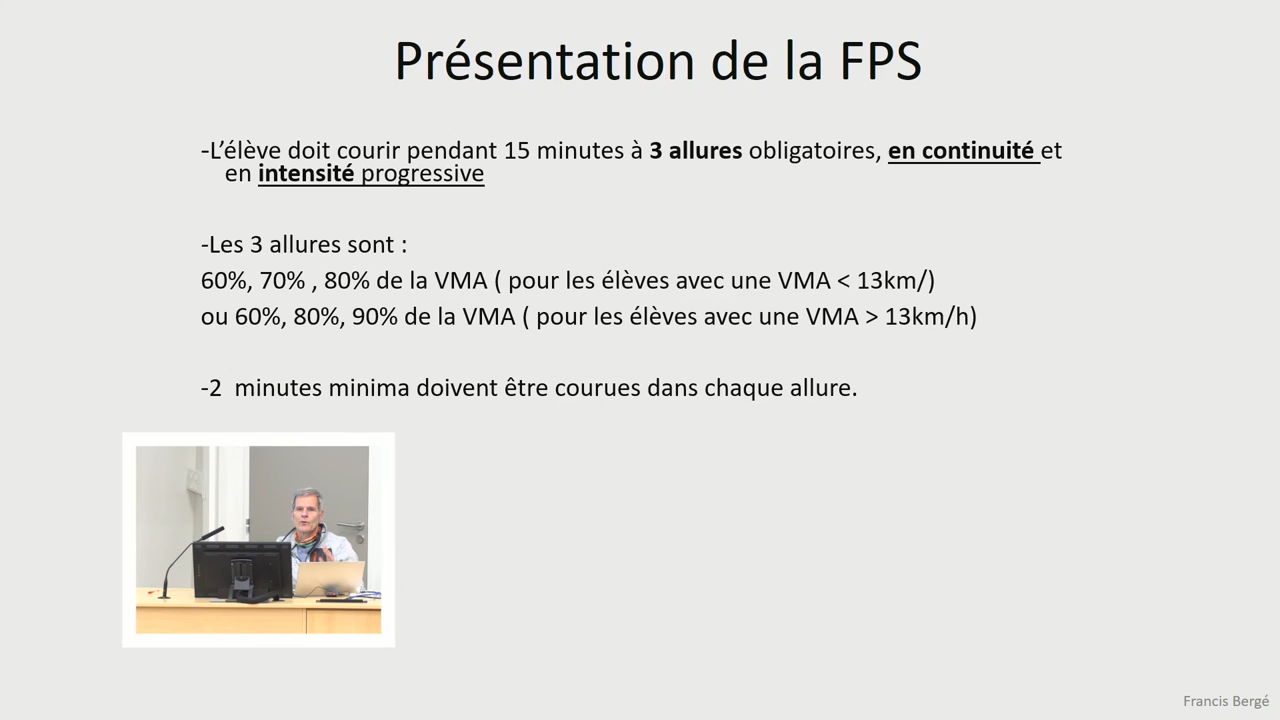 Présentation de la FPS
-L’élève doit courir pendant 15 minutes à 3 allures obligatoires, en continuité et
en intensité progressive
-Les 3 allures sont :
60%, 70% , 80% de la VMA ( pour les élèves avec une VMA < 13km/)
ou 60%, 80%, 90% de la VMA ( pour les élèves avec une VMA > 13km/h)
-2  minutes minima doivent être courues dans chaque allure.
Francis Bergé